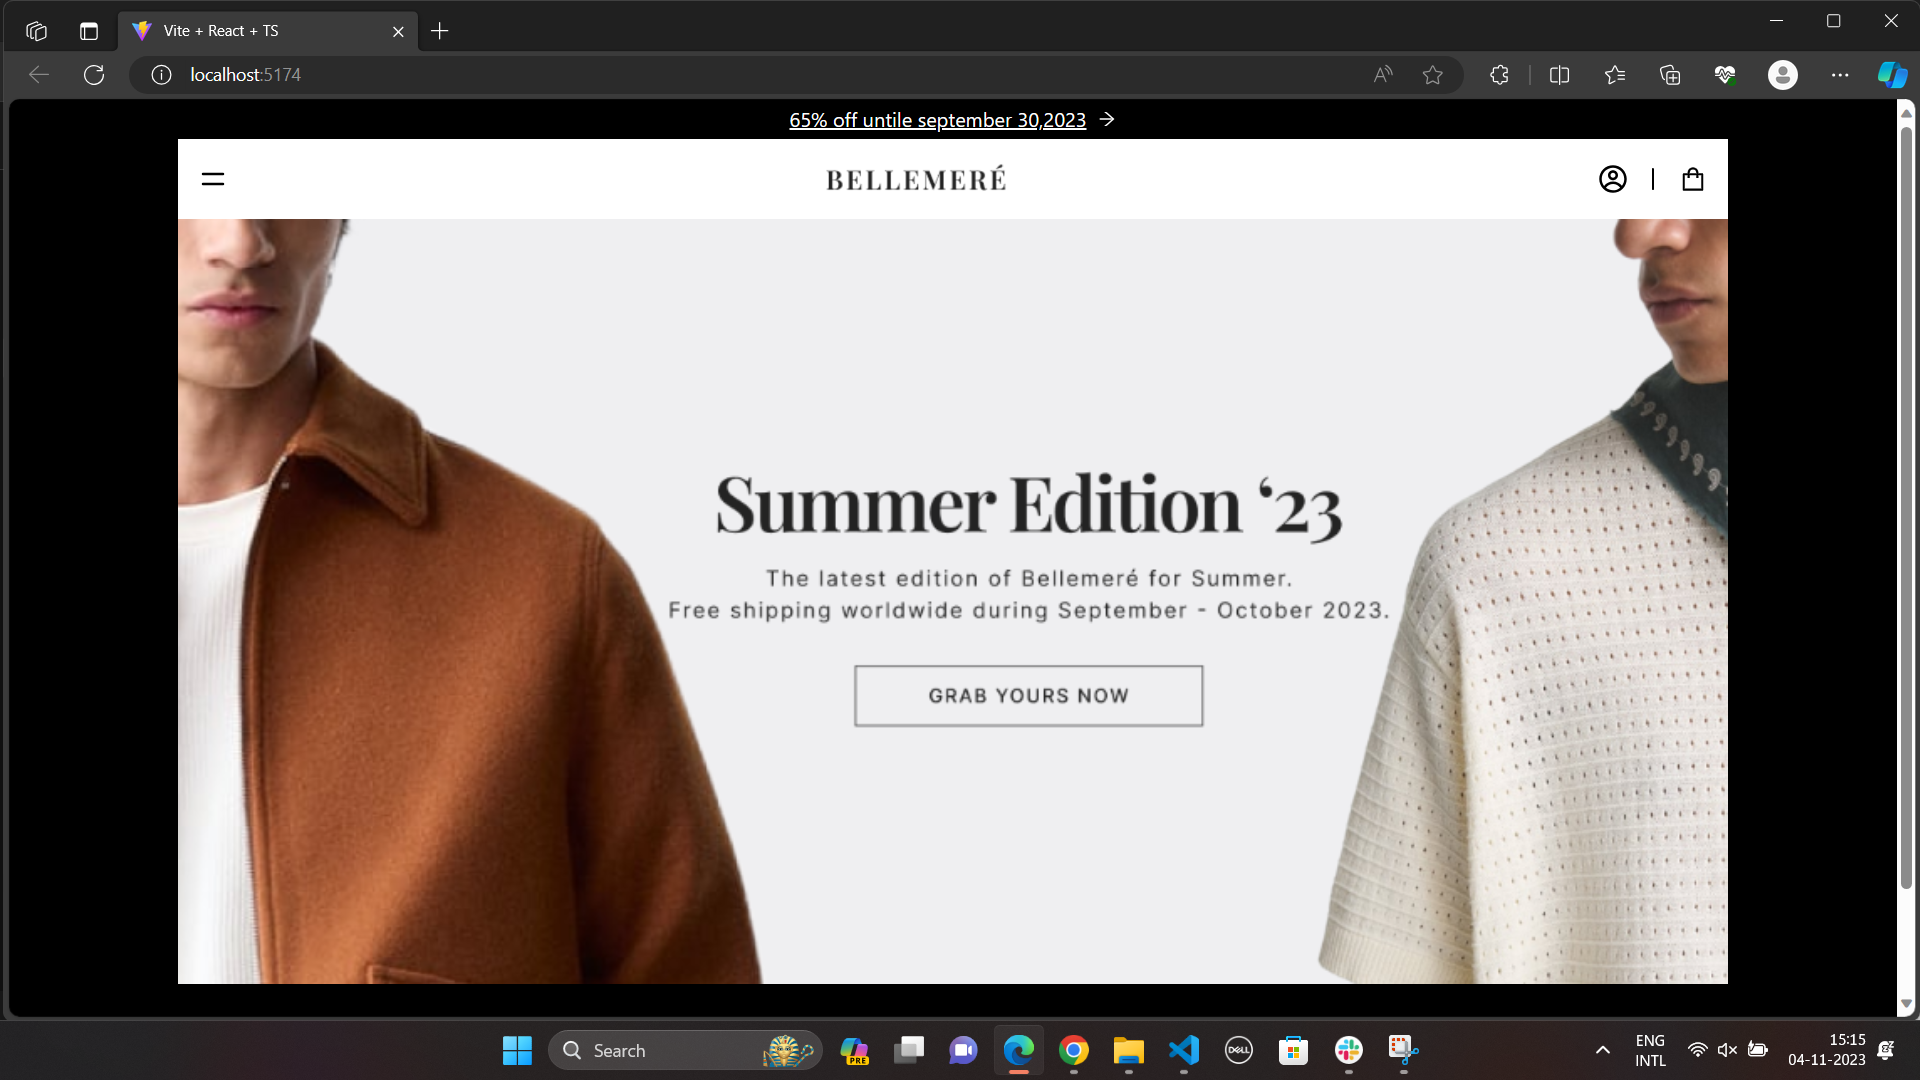 Vite + React + TS
localhost:5174
65% off untile september 30,2023
BELLEMERÉ
Summer Edition ‘23
The latest edition of Bellemeré for Summer.
Free shipping worldwide during September - October 2023.
GRAB YOURS NOW
Search
PRE
DELL
ENG
INTL
15:15
04-11-2023